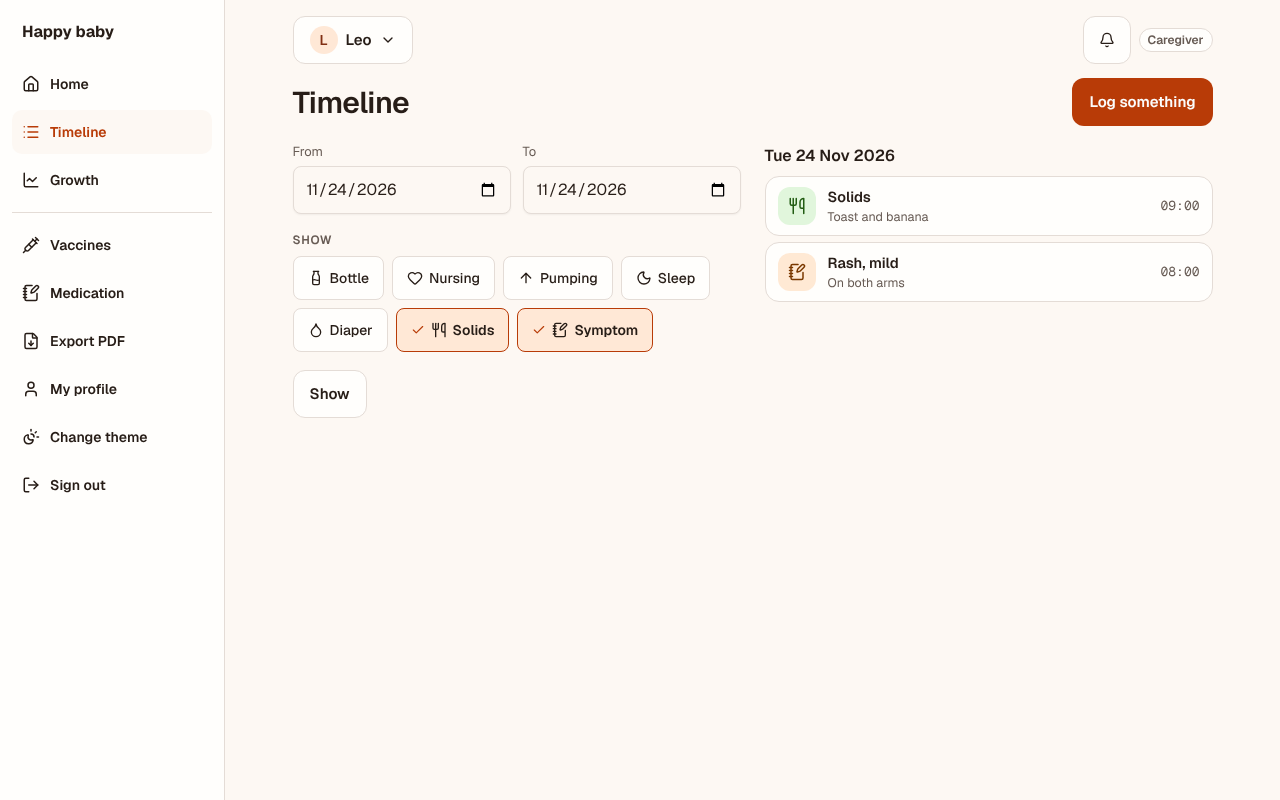 Happy baby
Home
Timeline
Growth
Vaccines
Medication
Export PDF
My profile
Change theme
Sign out
L Leo
Caregiver
Timeline
Log something
From
To
11/24/2026
11/24/2026
SHOW
Bottle
Nursing
Pumping
Sleep
Diaper
Solids
Symptom
Show
Tue 24 Nov 2026
Solids
Toast and banana
09:00
Rash, mild
On both arms
08:00